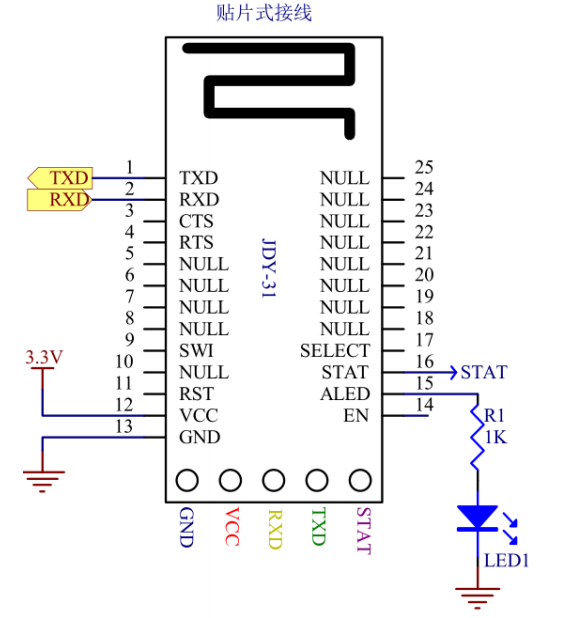 贴片式接线
TXD 1 TXD NULL 25
RXD 2 RXD NULL 24
3 CTS NULL 23
4 RTS NULL 22
5 NULL NULL 21
6 NULL NULL 20
7 NULL NULL 19
8 NULL NULL 18
9 SWI SELECT 17
3.3V 10 NULL STAT 16 STAT
11 RST ALED 15
12 VCC EN 14 R1
13 GND 1K
JDY-31
GND VCC RXD TXD STAT
LED1